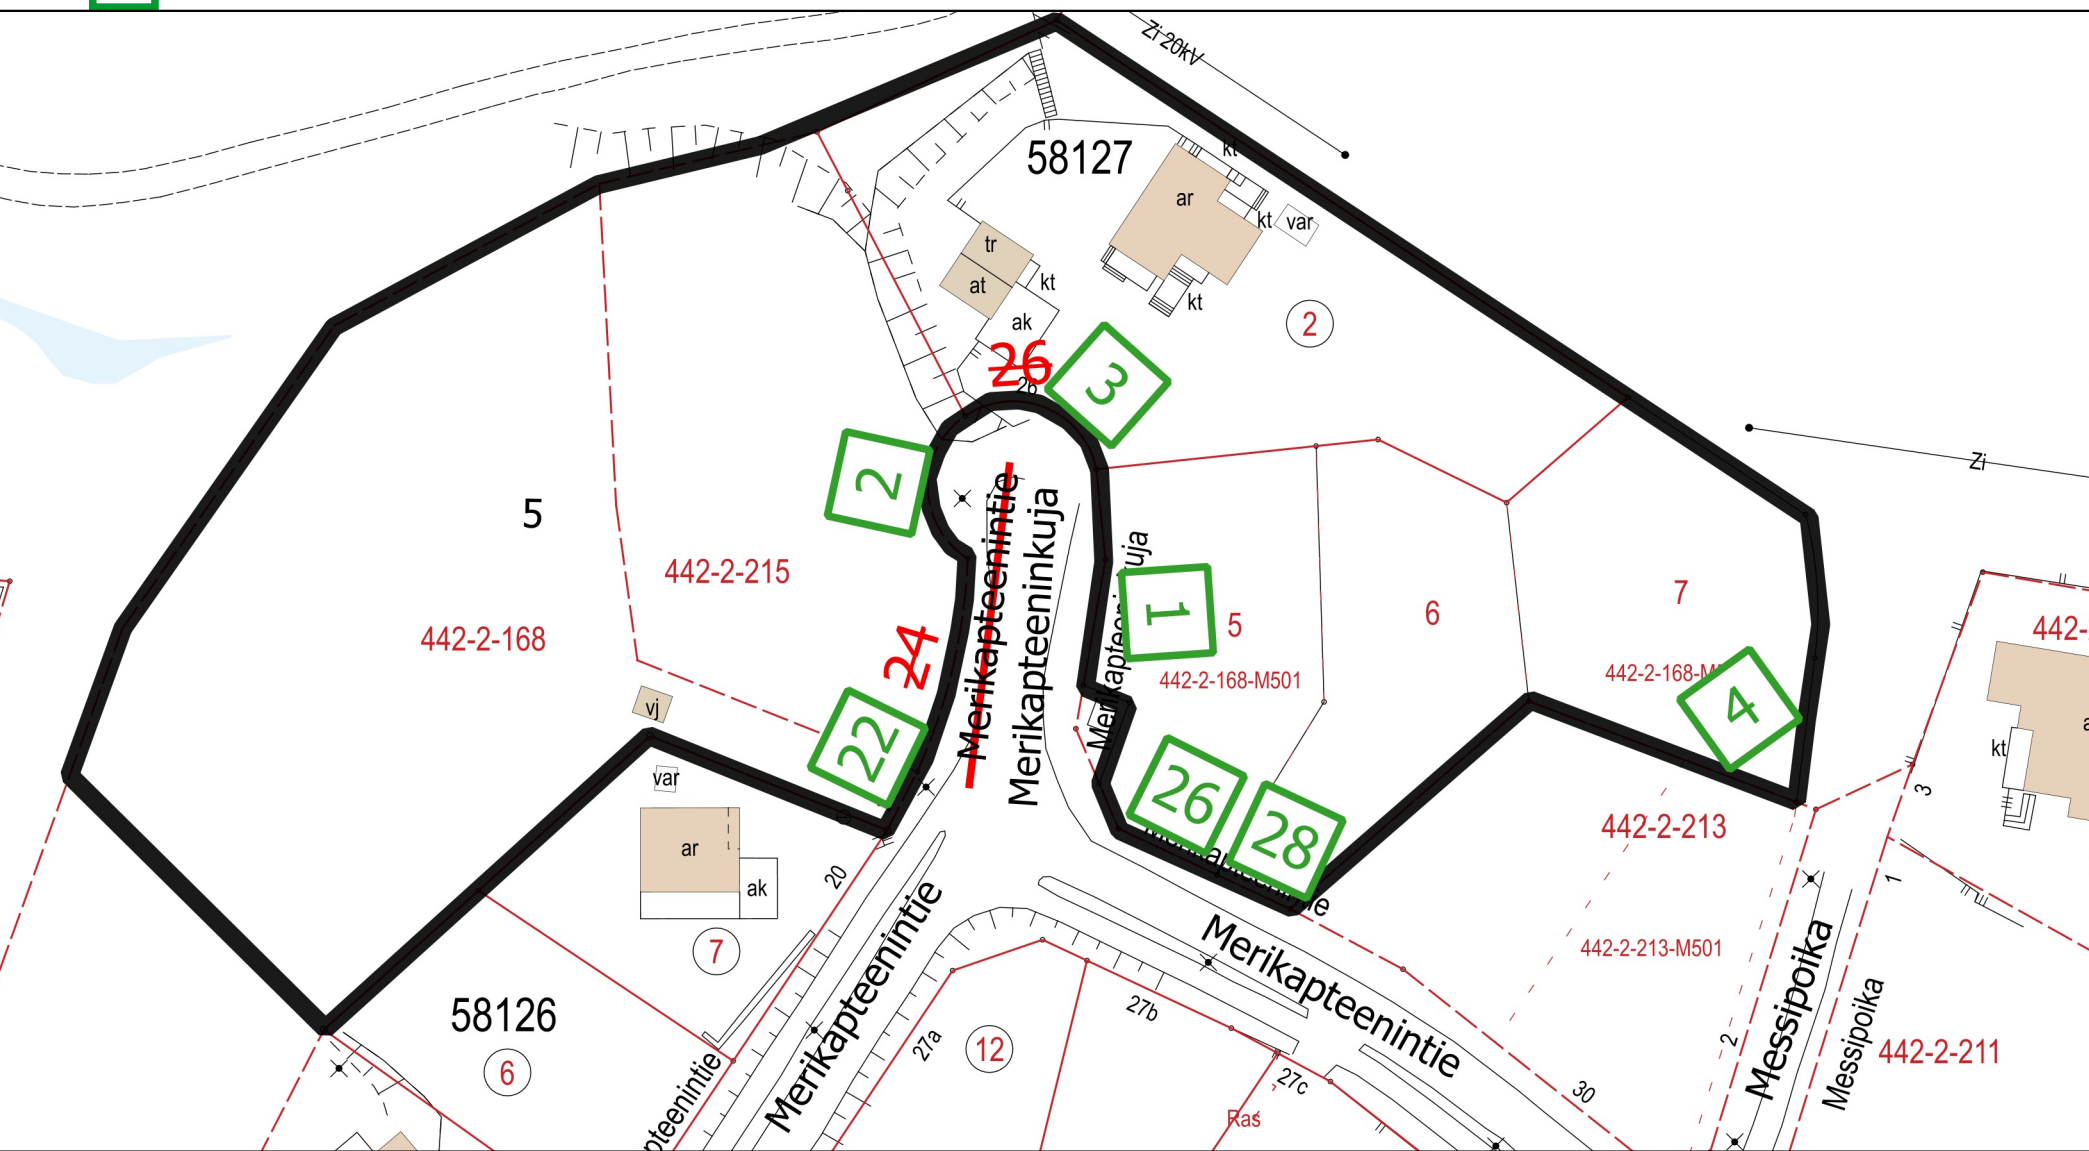 Zi 20kV
58127
kt
ar
kt
var
tr
at
kt
kt
ak
2
26
26
3
Zi
2
5
Merikapteenintie
Merikapteeninkuja
442-2-215
1
5
6
7
442-2-168
24
442-2-168-M501
442-2-
vj
22
4
kt
var
26
28
442-2-213
3
ar
ak
20
1
Merikapteenintie
Merikapteenintie
442-2-213-M501
Messipoika
7
58126
6
27a
12
27b
27c
30
2
Messipoika
442-2-211
Ras